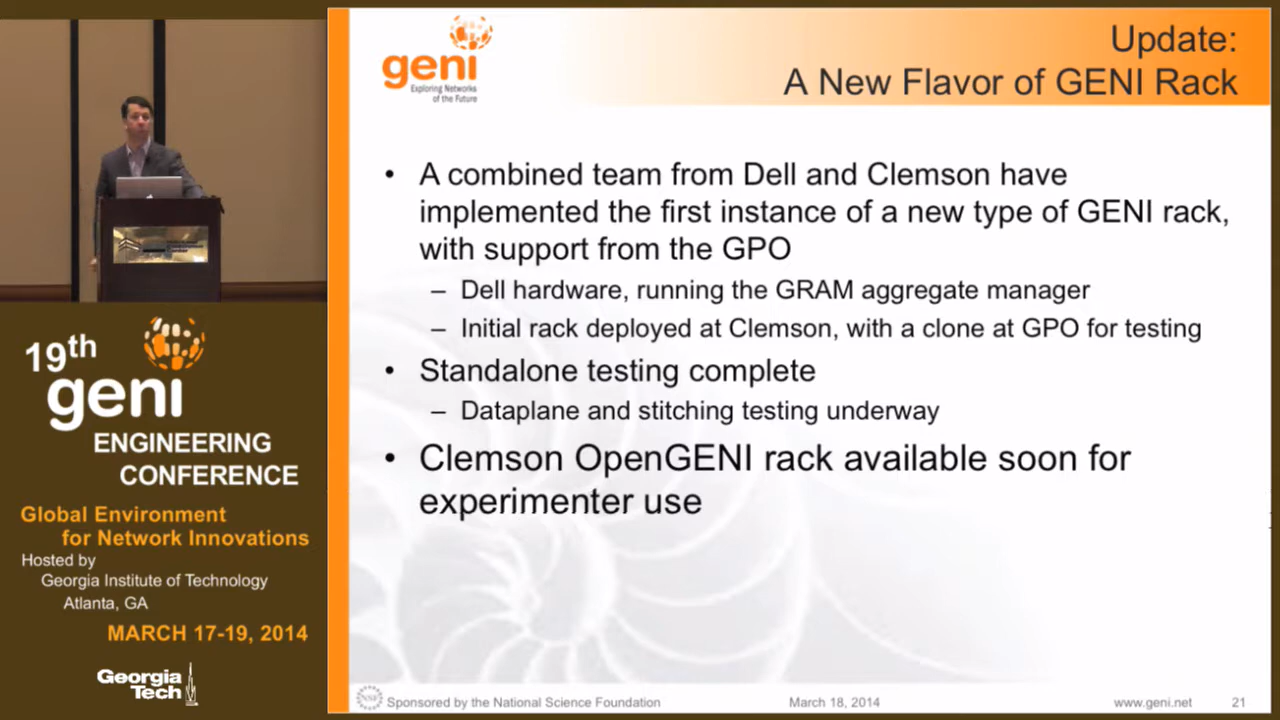 19th
geni
ENGINEERING
CONFERENCE
Global Environment
for Network Innovations
Hosted by
Georgia Institute of Technology
Atlanta, GA
MARCH 17-19, 2014
Georgia
Tech
geni
Exploring Networks
of the Future
Update:
A New Flavor of GENI Rack
• A combined team from Dell and Clemson have
implemented the first instance of a new type of GENI rack,
with support from the GPO
– Dell hardware, running the GRAM aggregate manager
– Initial rack deployed at Clemson, with a clone at GPO for testing
• Standalone testing complete
– Dataplane and stitching testing underway
• Clemson OpenGENI rack available soon for
experimenter use
NSF
Sponsored by the National Science Foundation
March 18, 2014
www.geni.net
21